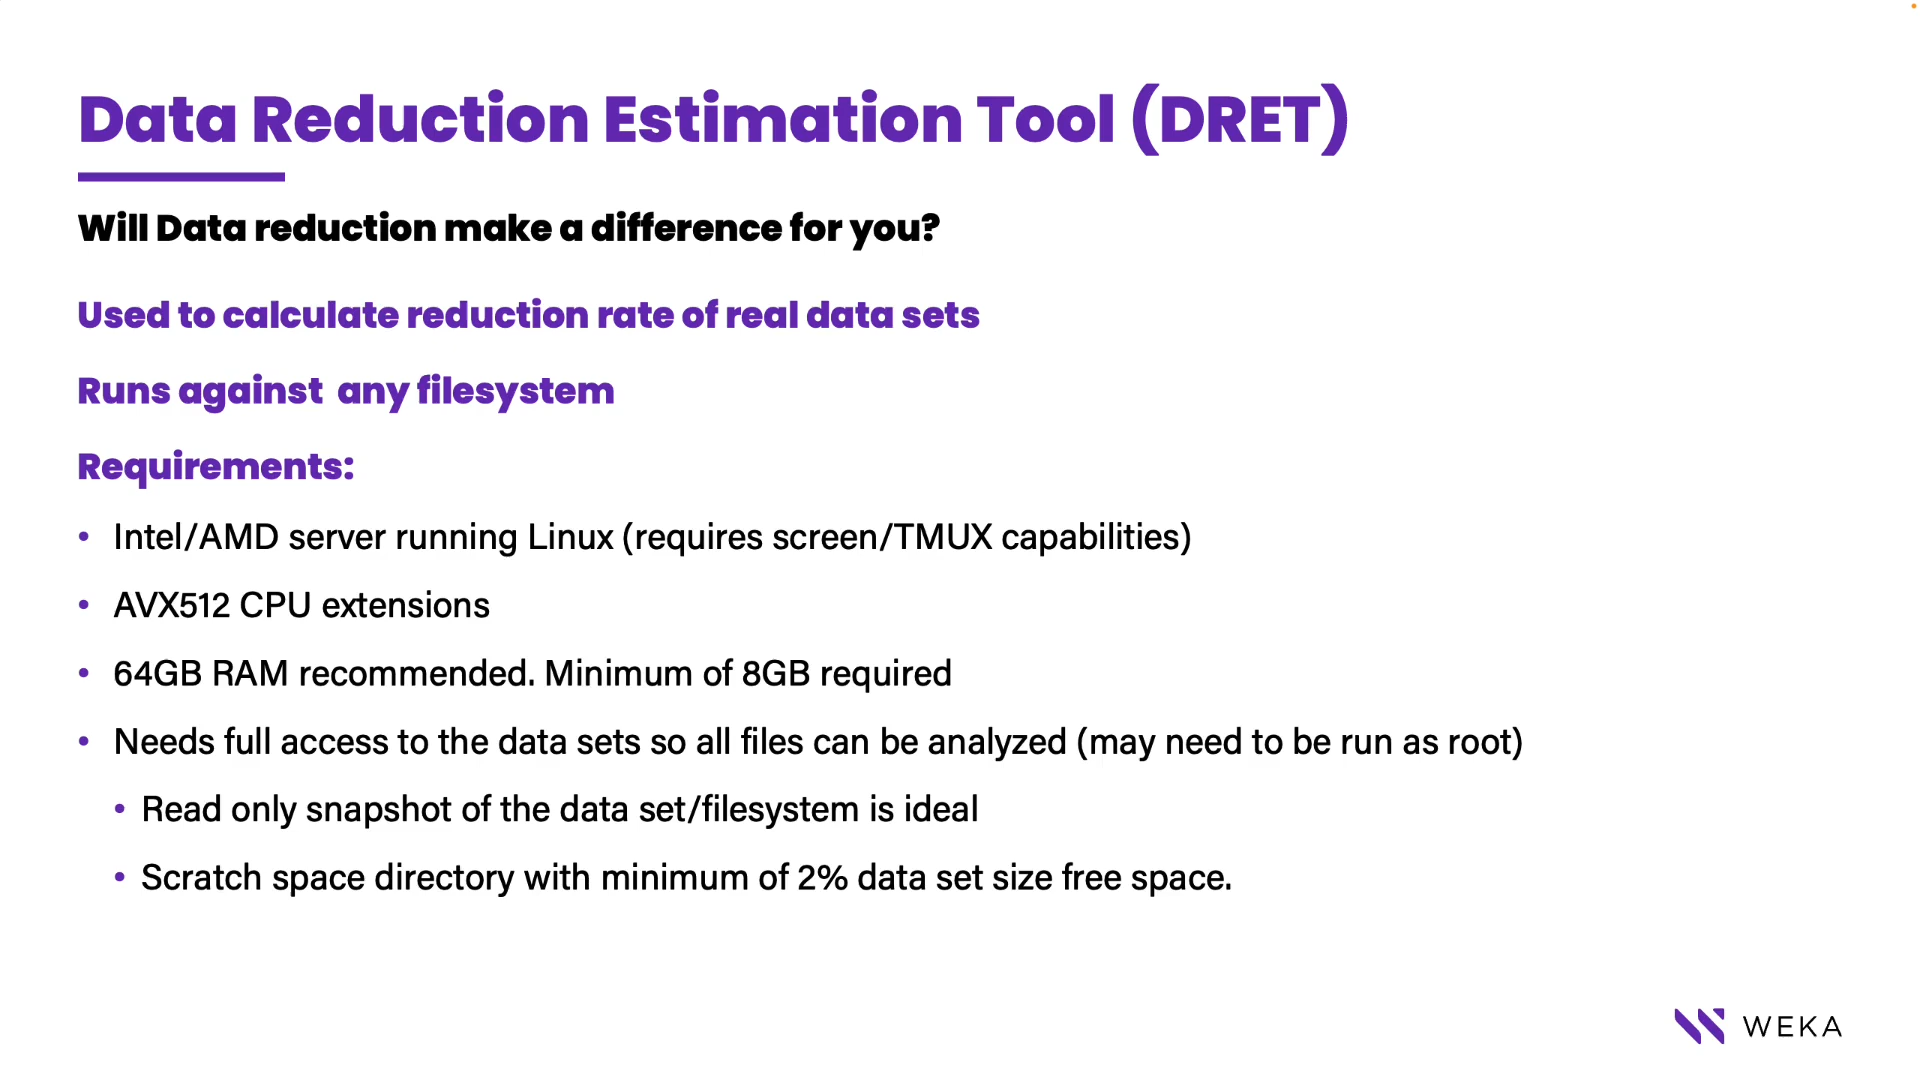 Data Reduction Estimation Tool (DRET)
Will Data reduction make a difference for you?
Used to calculate reduction rate of real data sets
Runs against  any filesystem
Requirements:
• Intel/AMD server running Linux (requires screen/TMUX capabilities)
• AVX512 CPU extensions
• 64GB RAM recommended. Minimum of 8GB required
• Needs full access to the data sets so all files can be analyzed (may need to be run as root)
• Read only snapshot of the data set/filesystem is ideal
• Scratch space directory with minimum of 2% data set size free space.
WEKA